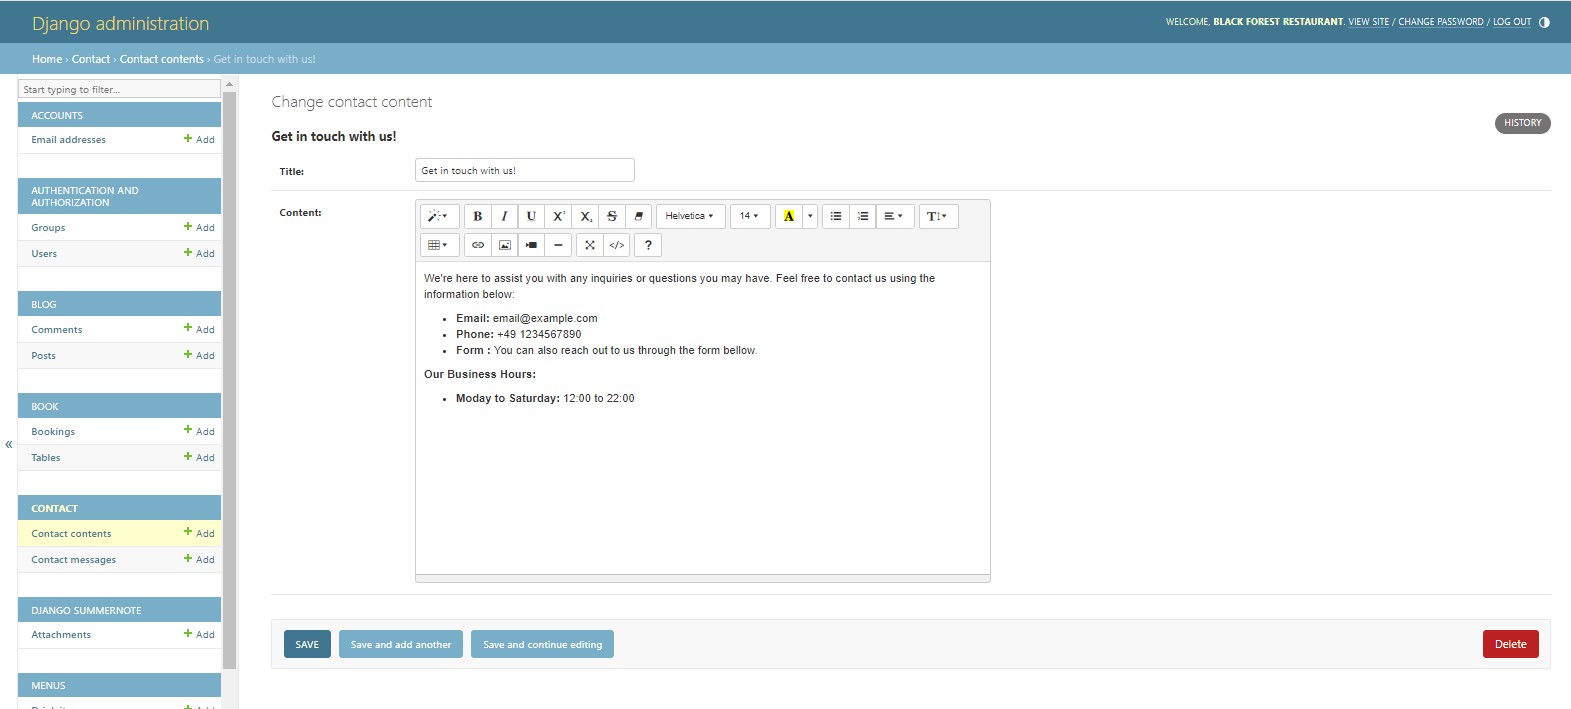 Django administration
WELCOME, BLACK FOREST RESTAURANT. VIEW SITE / CHANGE PASSWORD / LOG OUT
Home › Contact › Contact contents › Get in touch with us!
Start typing to filter...
ACCOUNTS
Email addresses + Add
AUTHENTICATION AND
AUTHORIZATION
Groups + Add
Users + Add
BLOG
Comments + Add
Posts + Add
BOOK
Bookings + Add
Tables + Add
«
CONTACT
Contact contents + Add
Contact messages + Add
DJANGO SUMMERNOTE
Attachments + Add
MENUS
Change contact content
HISTORY
Get in touch with us!
Title: Get in touch with us!
Content:
B I U X² X₂ S Helvetica 14 A T
</> ?
We're here to assist you with any inquiries or questions you may have. Feel free to contact us using the
information below:
• Email: email@example.com
• Phone: +49 1234567890
• Form : You can also reach out to us through the form bellow.
Our Business Hours:
• Moday to Saturday: 12:00 to 22:00
SAVE Save and add another Save and continue editing Delete